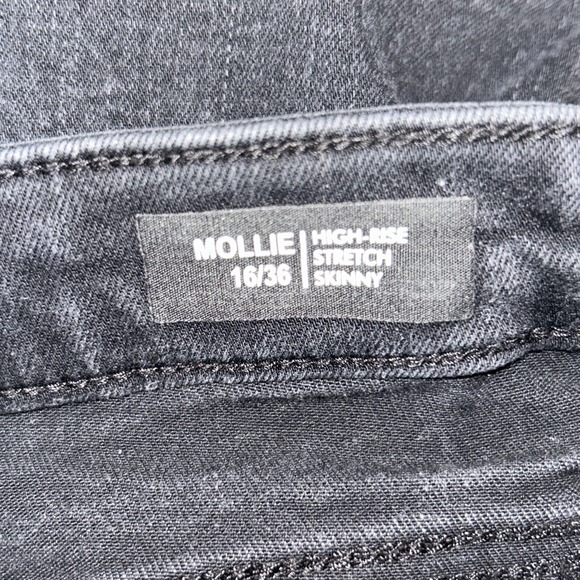 MOLLIE
16/36
HIGH-RISE
STRETCH
SKINNY